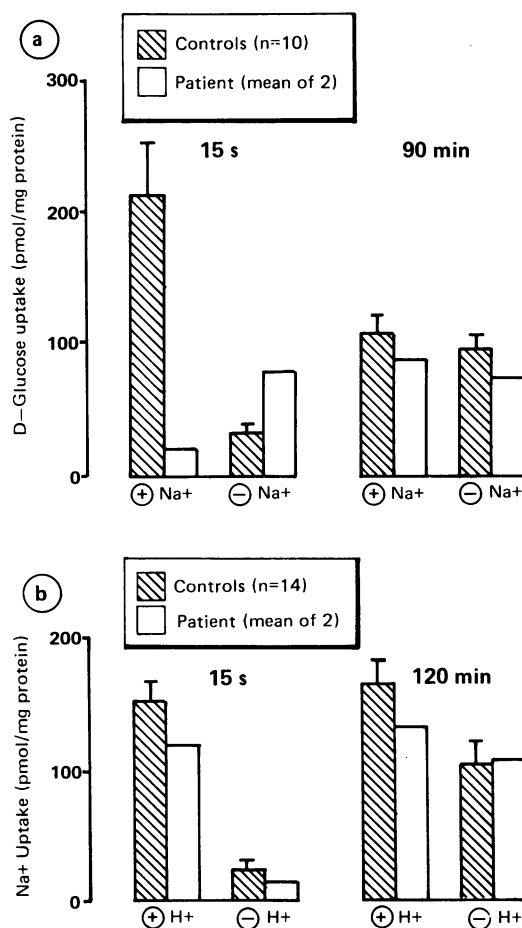 a
Controls (n=10)
Patient (mean of 2)
300
200
100
0
D–Glucose uptake (pmol/mg protein)
15 s
90 min
+ Na+
− Na+
+ Na+
− Na+
b
Controls (n=14)
Patient (mean of 2)
200
100
0
Na+ Uptake (pmol/mg protein)
15 s
120 min
+ H+
− H+
+ H+
− H+